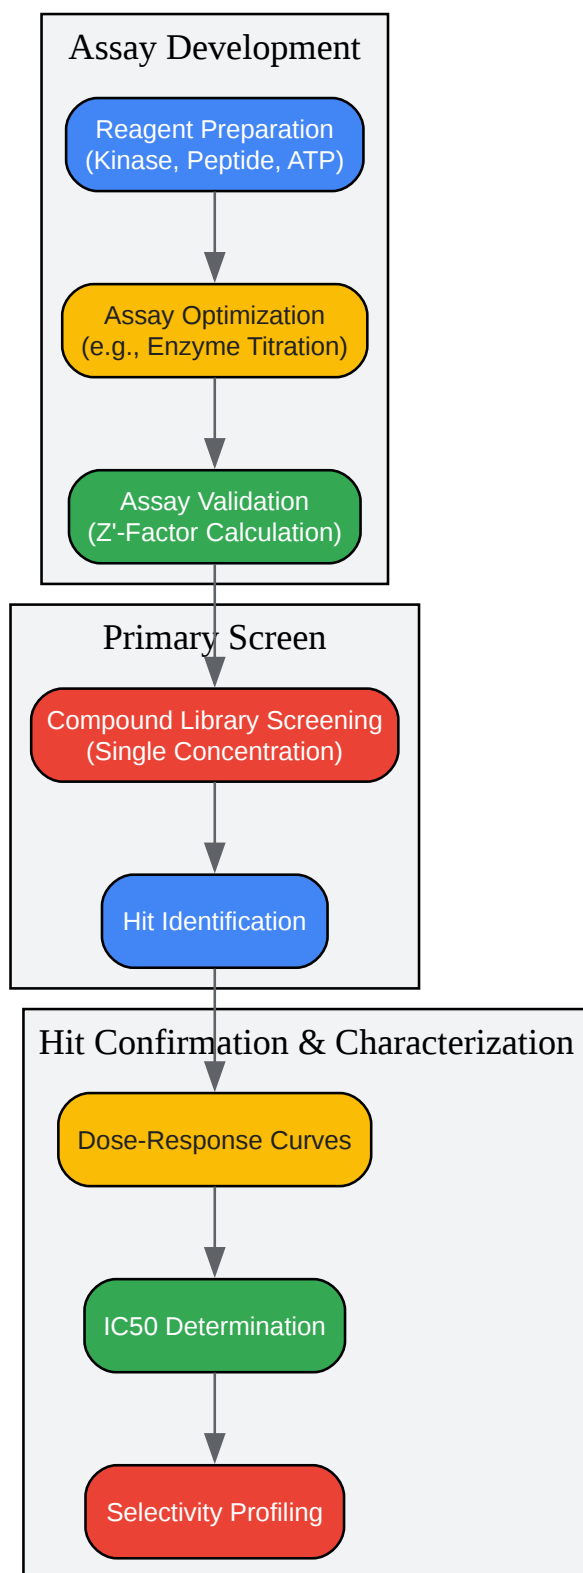 Assay Development
Reagent Preparation
(Kinase, Peptide, ATP)
Assay Optimization
(e.g., Enzyme Titration)
Assay Validation
(Z'-Factor Calculation)
Primary Screen
Compound Library Screening
(Single Concentration)
Hit Identification
Hit Confirmation & Characterization
Dose-Response Curves
IC50 Determination
Selectivity Profiling